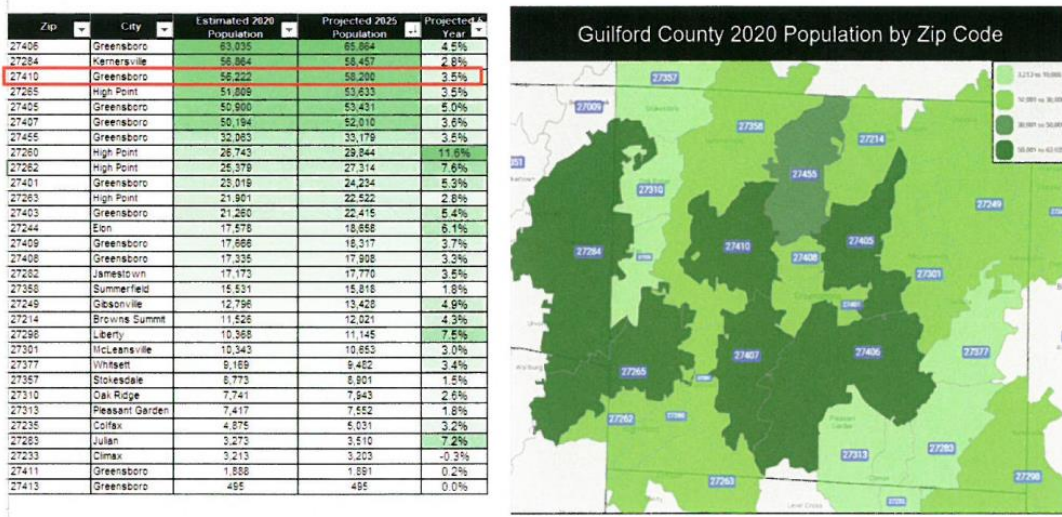 Zip City Estimated 2020 Population Projected 2025 Population Projected 5 Year
27406 Greensboro 63,035 65,864 4.5%
27284 Kernersville 56,864 58,457 2.8%
27410 Greensboro 56,222 58,200 3.5%
27265 High Point 51,809 53,633 3.5%
27405 Greensboro 50,900 53,431 5.0%
27407 Greensboro 50,194 52,010 3.6%
27455 Greensboro 32,063 33,179 3.5%
27260 High Point 26,743 29,844 11.6%
27262 High Point 25,379 27,314 7.6%
27401 Greensboro 23,019 24,234 5.3%
27263 High Point 21,901 22,522 2.8%
27403 Greensboro 21,260 22,415 5.4%
27244 Elon 17,578 18,658 6.1%
27409 Greensboro 17,666 18,317 3.7%
27408 Greensboro 17,335 17,908 3.3%
27282 Jamestown 17,173 17,770 3.5%
27358 Summerfield 15,531 15,818 1.8%
27249 Gibsonville 12,796 13,428 4.9%
27214 Browns Summit 11,526 12,021 4.3%
27298 Liberty 10,368 11,145 7.5%
27301 McLeansville 10,343 10,653 3.0%
27377 Whitsett 9,169 9,482 3.4%
27357 Stokesdale 8,773 8,901 1.5%
27310 Oak Ridge 7,741 7,943 2.6%
27313 Pleasant Garden 7,417 7,552 1.8%
27235 Colfax 4,875 5,031 3.2%
27283 Julian 3,273 3,510 7.2%
27233 Climax 3,213 3,203 -0.3%
27411 Greensboro 1,888 1,891 0.2%
27413 Greensboro 495 495 0.0%
Guilford County 2020 Population by Zip Code
27357
27009
27358
27214
27455
27310
27249
27284
27410
27405
27408
27301
27401
27407
27406
27377
27265
27262
Pleasant Garden
27313
27283
27263
27298